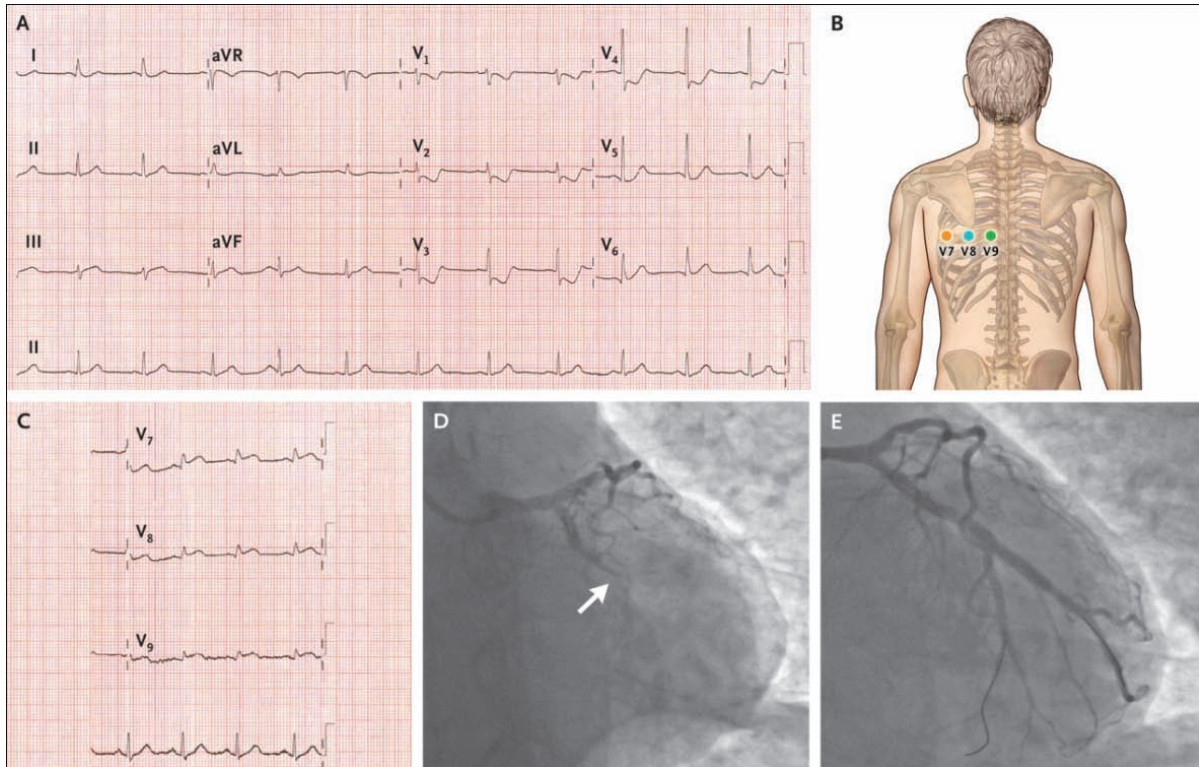 A
I aVR V1 V4
II aVL V2 V5
III aVF V3 V6
II
B
V7 V8 V9
C
V7
V8
V9
D
E